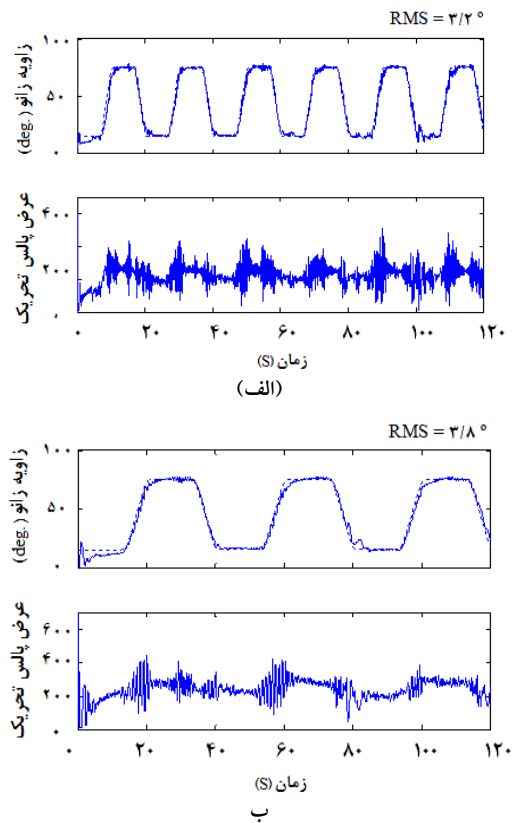 RMS = ۳/۲ °
زاویه زانو (deg.)
۱۰۰
۵۰
۰
عرض پالس تحریک
۴۰۰
۲۰۰
۰
۰ ۲۰ ۴۰ ۶۰ ۸۰ ۱۰۰ ۱۲۰
زمان (S)
(الف)
RMS = ۳/۸ °
زاویه زانو (deg.)
۱۰۰
۵۰
۰
عرض پالس تحریک
۶۰۰
۴۰۰
۲۰۰
۰
۰ ۲۰ ۴۰ ۶۰ ۸۰ ۱۰۰ ۱۲۰
زمان (S)
ب